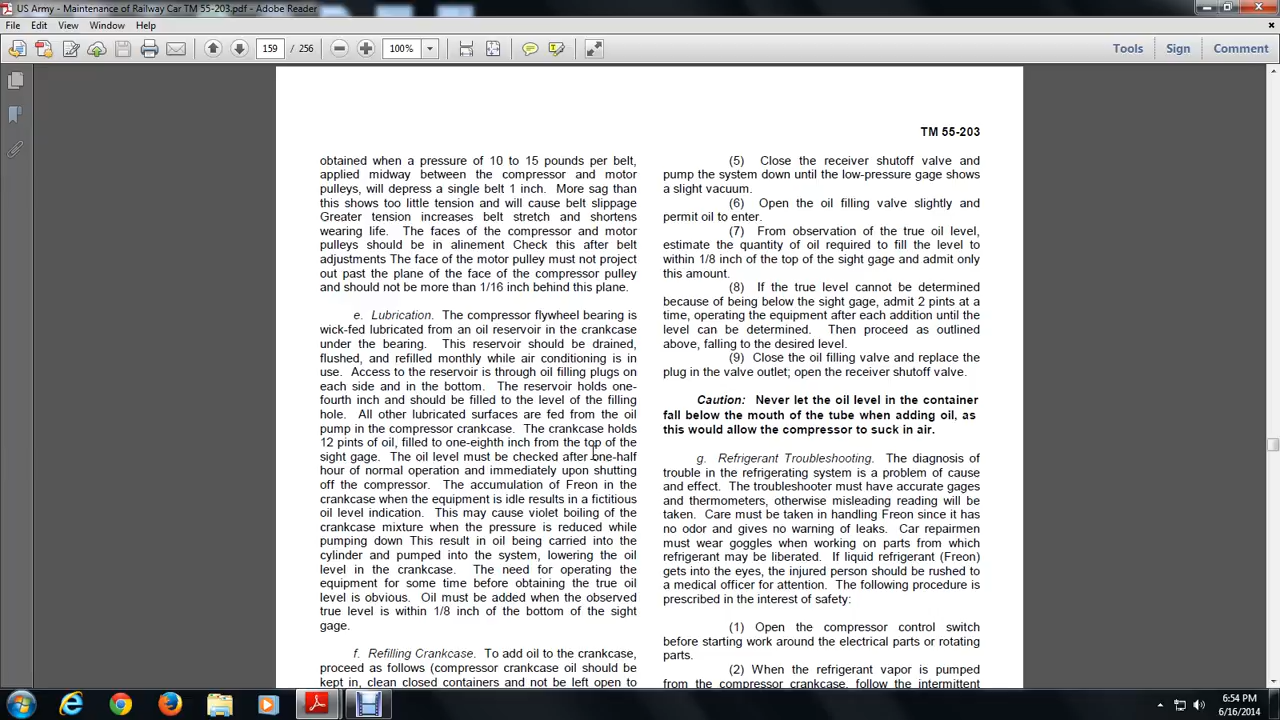 US Army - Maintenance of Railway Car TM 55-203.pdf - Adobe Reader
File Edit View Window Help
159 / 256 100% Tools Sign Comment
TM 55-203
obtained when a pressure of 10 to 15 pounds per belt,
applied midway between the compressor and motor
pulleys, will depress a single belt 1 inch. More sag than
this shows too little tension and will cause belt slippage
Greater tension increases belt stretch and shortens
wearing life. The faces of the compressor and motor
pulleys should be in alinement Check this after belt
adjustments The face of the motor pulley must not project
out past the plane of the face of the compressor pulley
and should not be more than 1/16 inch behind this plane.
e. Lubrication. The compressor flywheel bearing is
wick-fed lubricated from an oil reservoir in the crankcase
under the bearing. This reservoir should be drained,
flushed, and refilled monthly while air conditioning is in
use. Access to the reservoir is through oil filling plugs on
each side and in the bottom. The reservoir holds one-
fourth inch and should be filled to the level of the filling
hole. All other lubricated surfaces are fed from the oil
pump in the compressor crankcase. The crankcase holds
12 pints of oil, filled to one-eighth inch from the top of the
sight gage. The oil level must be checked after one-half
hour of normal operation and immediately upon shutting
off the compressor. The accumulation of Freon in the
crankcase when the equipment is idle results in a fictitious
oil level indication. This may cause violet boiling of the
crankcase mixture when the pressure is reduced while
pumping down This result in oil being carried into the
cylinder and pumped into the system, lowering the oil
level in the crankcase. The need for operating the
equipment for some time before obtaining the true oil
level is obvious. Oil must be added when the observed
true level is within 1/8 inch of the bottom of the sight
gage.
f. Refilling Crankcase. To add oil to the crankcase,
proceed as follows (compressor crankcase oil should be
kept in, clean closed containers and not be left open to
(5) Close the receiver shutoff valve and
pump the system down until the low-pressure gage shows
a slight vacuum.
(6) Open the oil filling valve slightly and
permit oil to enter.
(7) From observation of the true oil level,
estimate the quantity of oil required to fill the level to
within 1/8 inch of the top of the sight gage and admit only
this amount.
(8) If the true level cannot be determined
because of being below the sight gage, admit 2 pints at a
time, operating the equipment after each addition until the
level can be determined. Then proceed as outlined
above, falling to the desired level.
(9) Close the oil filling valve and replace the
plug in the valve outlet; open the receiver shutoff valve.
Caution: Never let the oil level in the container
fall below the mouth of the tube when adding oil, as
this would allow the compressor to suck in air.
g. Refrigerant Troubleshooting. The diagnosis of
trouble in the refrigerating system is a problem of cause
and effect. The troubleshooter must have accurate gages
and thermometers, otherwise misleading reading will be
taken. Care must be taken in handling Freon since it has
no odor and gives no warning of leaks. Car repairmen
must wear goggles when working on parts from which
refrigerant may be liberated. If liquid refrigerant (Freon)
gets into the eyes, the injured person should be rushed to
a medical officer for attention. The following procedure is
prescribed in the interest of safety:
(1) Open the compressor control switch
before starting work around the electrical parts or rotating
parts.
(2) When the refrigerant vapor is pumped
from the compressor crankcase, follow the intermittent
6:54 PM
6/16/2014